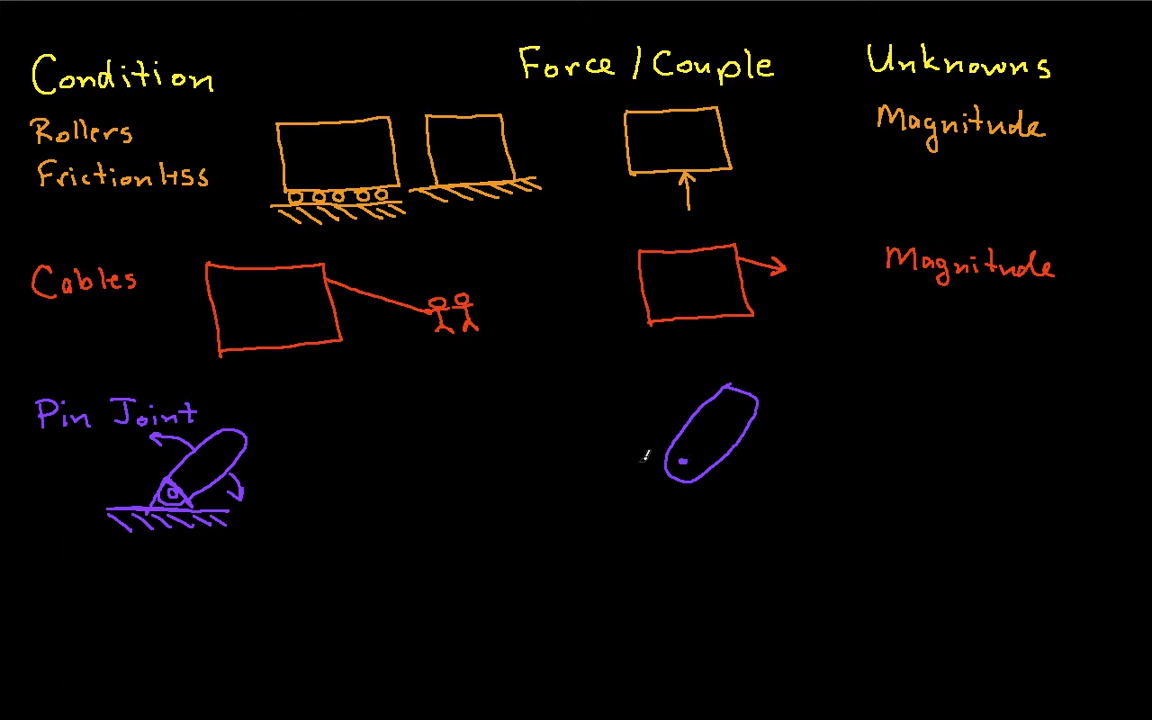 Condition Force/Couple Unknowns
Rollers Magnitude
Frictionless
Cables Magnitude
Pin Joint